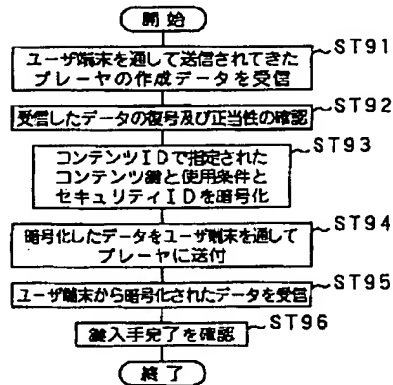 開始
ST91
ユーザ端末を通して送信されてきた
プレーヤの作成データを受信
ST92
受信したデータの復号及び正当性の確認
ST93
コンテンツIDで指定された
コンテンツ鍵と使用条件と
セキュリティIDを暗号化
ST94
暗号化したデータをユーザ端末を通して
プレーヤに送付
ST95
ユーザ端末から暗号化されたデータを受信
ST96
鍵入手完了を確認
終了